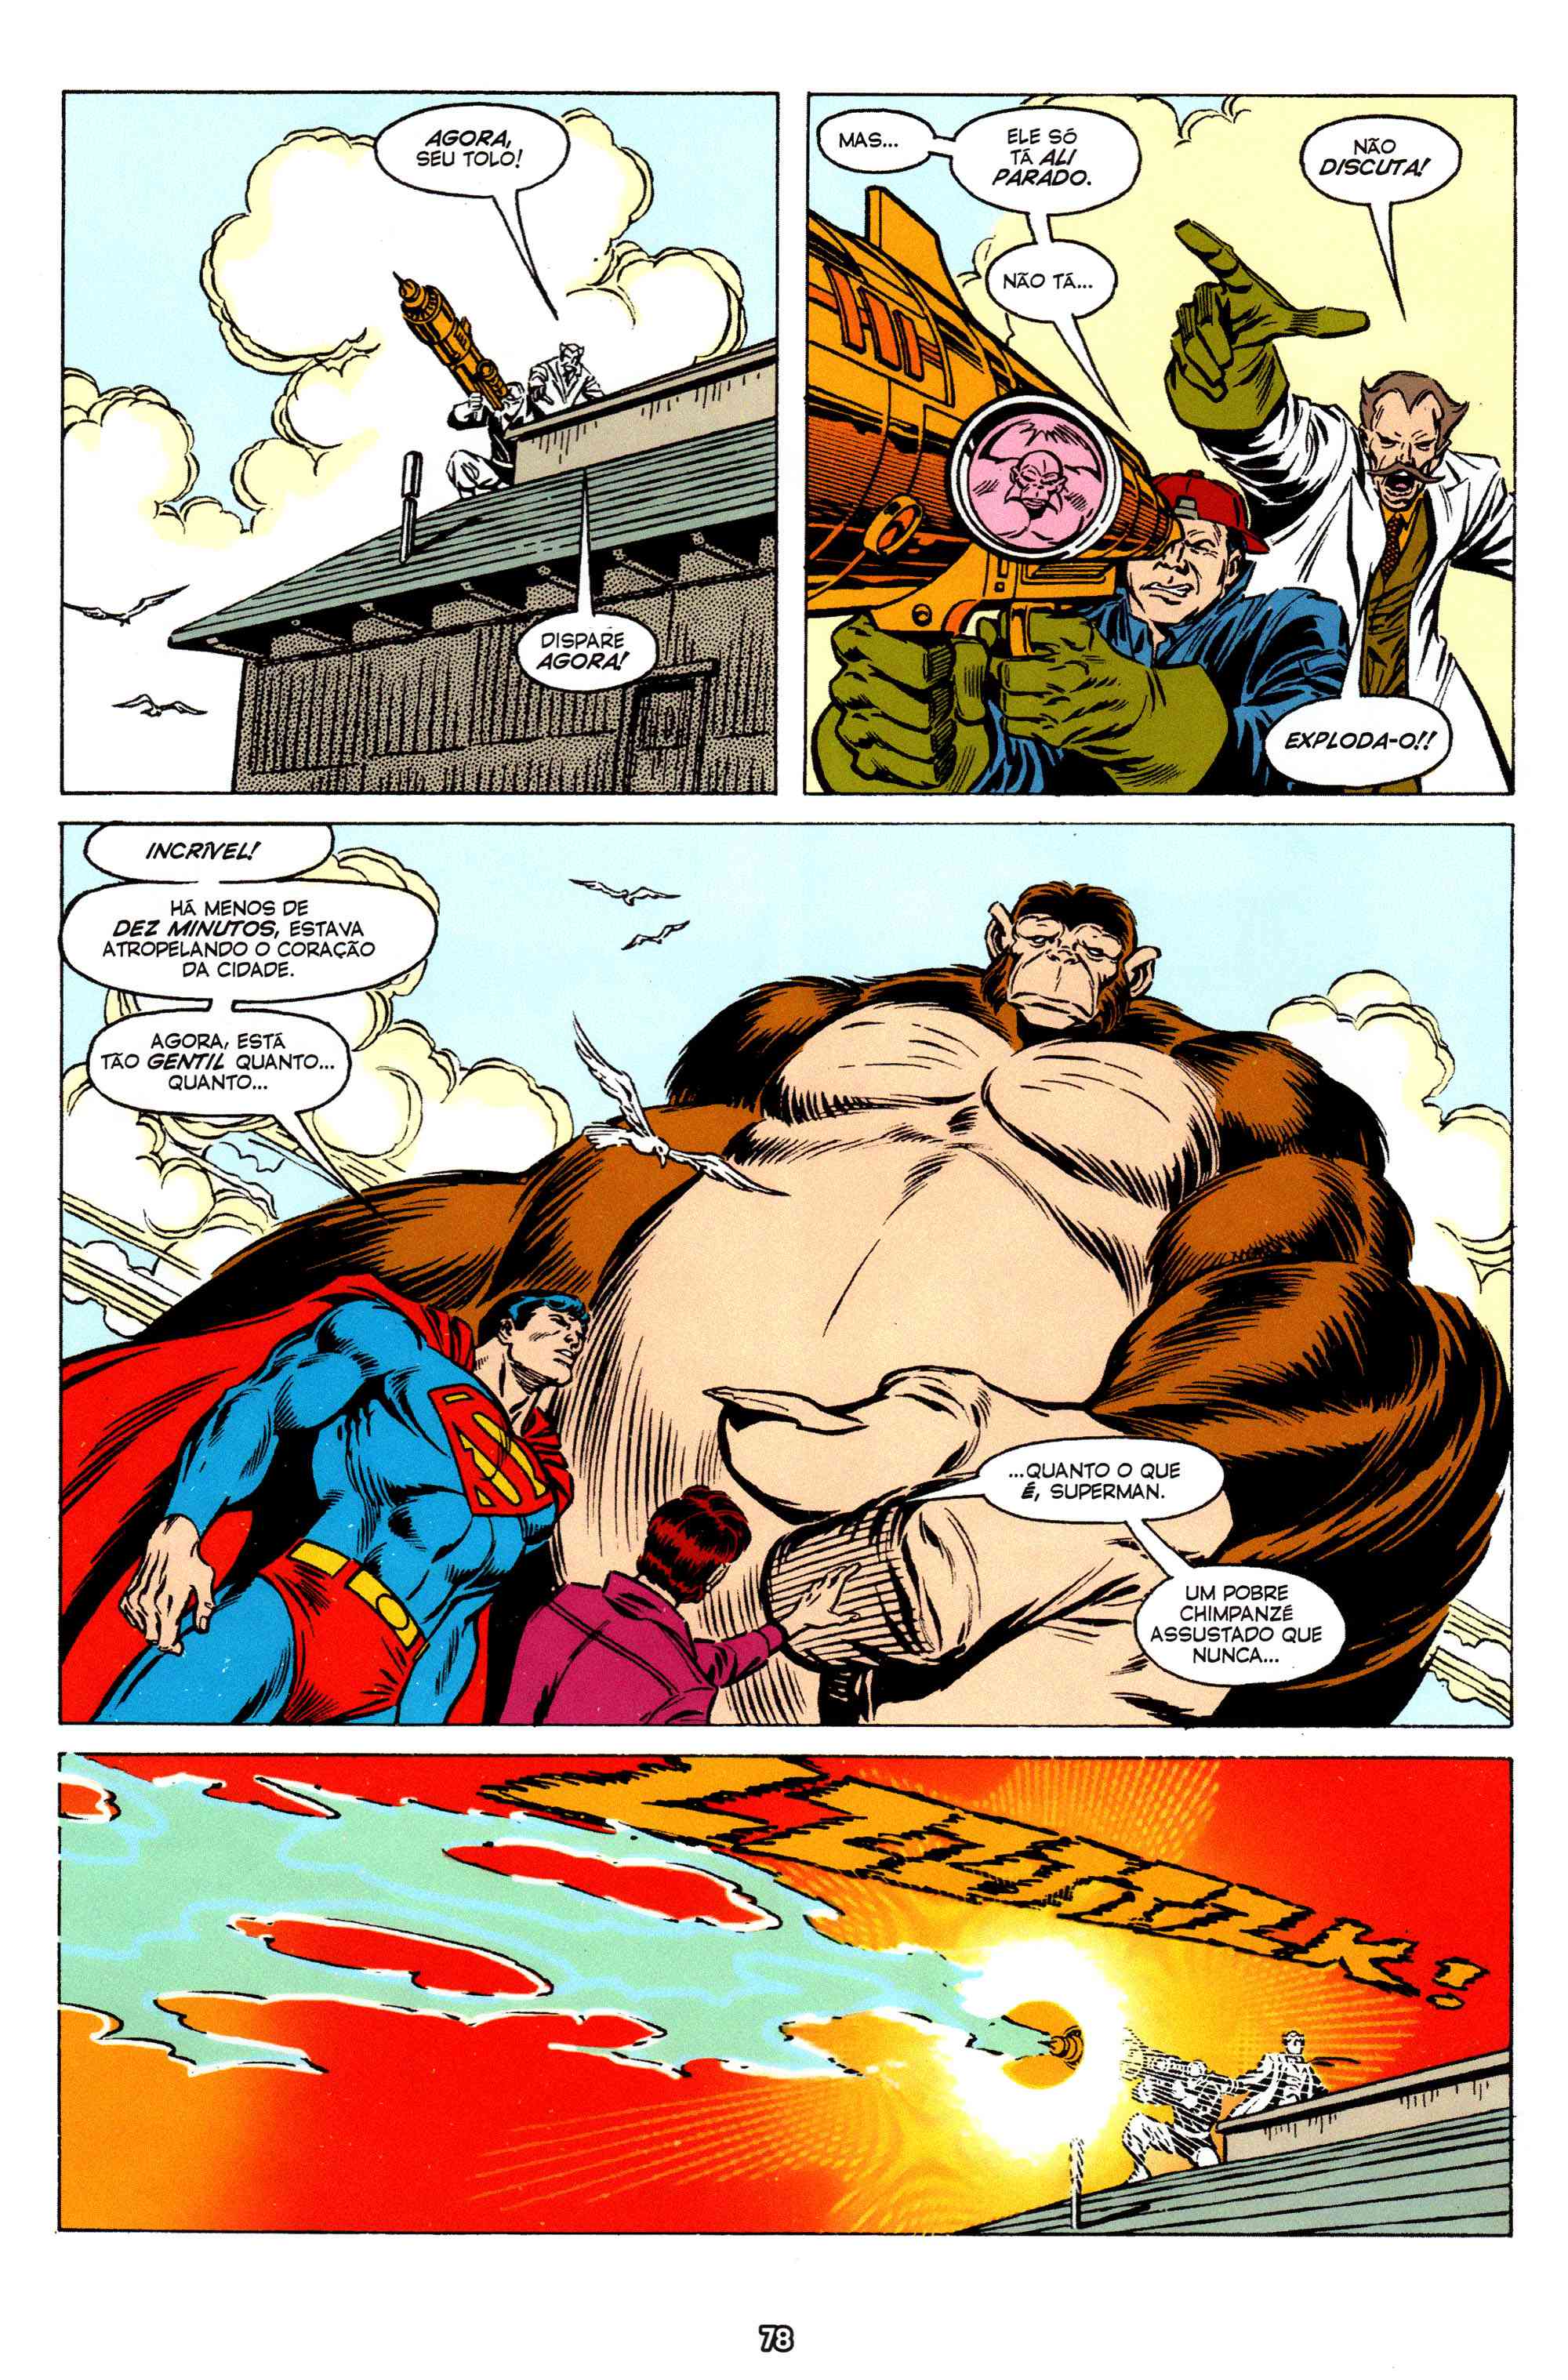 AGORA,
SEU TOLO!
DISPARE
AGORA!
MAS...
ELE SÓ
TÁ ALI
PARADO.
NÃO TÁ...
NÃO
DISCUTA!
EXPLODA-O!!
INCRÍVEL!
HÁ MENOS DE
DEZ MINUTOS, ESTAVA
ATROPELANDO O CORAÇÃO
DA CIDADE.
AGORA, ESTÁ
TÃO GENTIL QUANTO...
QUANTO...
...QUANTO O QUE
É, SUPERMAN.
UM POBRE
CHIMPANZÉ
ASSUSTADO QUE
NUNCA...
78